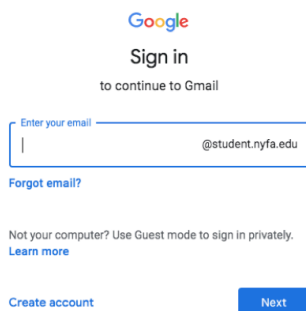 Google
Sign in
to continue to Gmail
Enter your email
@student.nyfa.edu
Forgot email?
Not your computer? Use Guest mode to sign in privately.
Learn more
Create account
Next